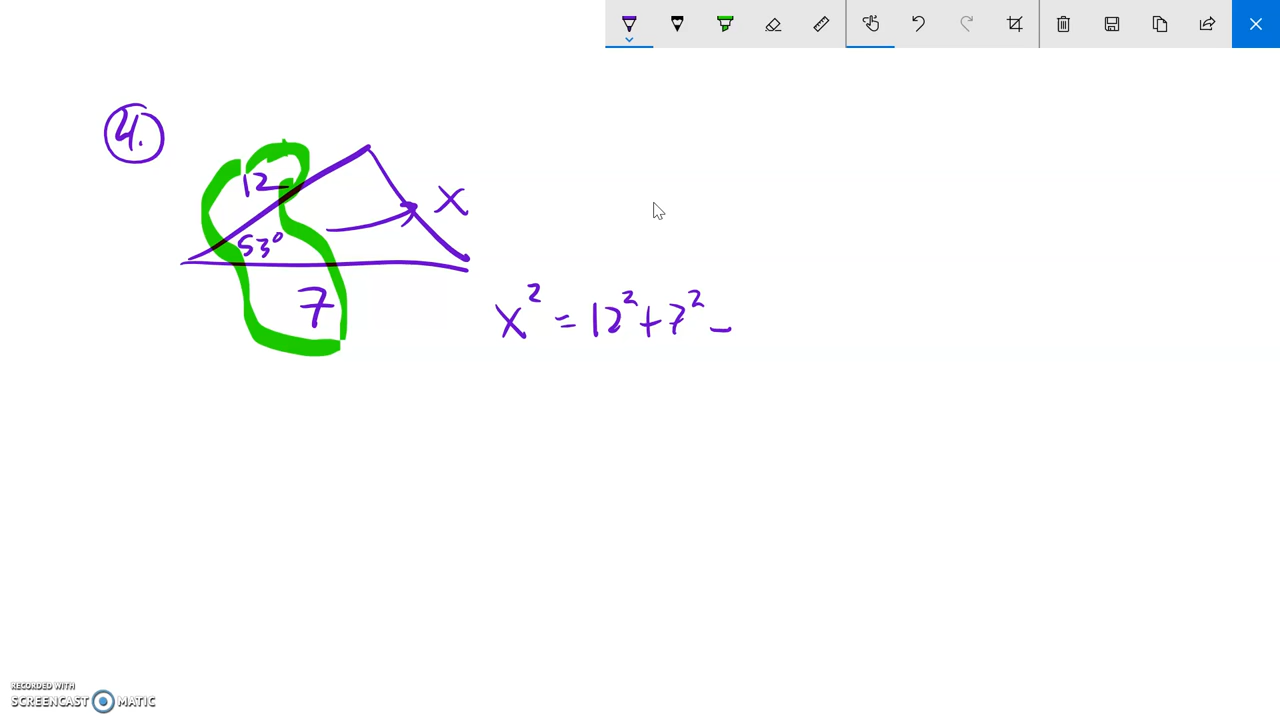 4.
12
x
53°
7
x² = 12² + 7² –
RECORDED WITH
SCREENCAST MATIC